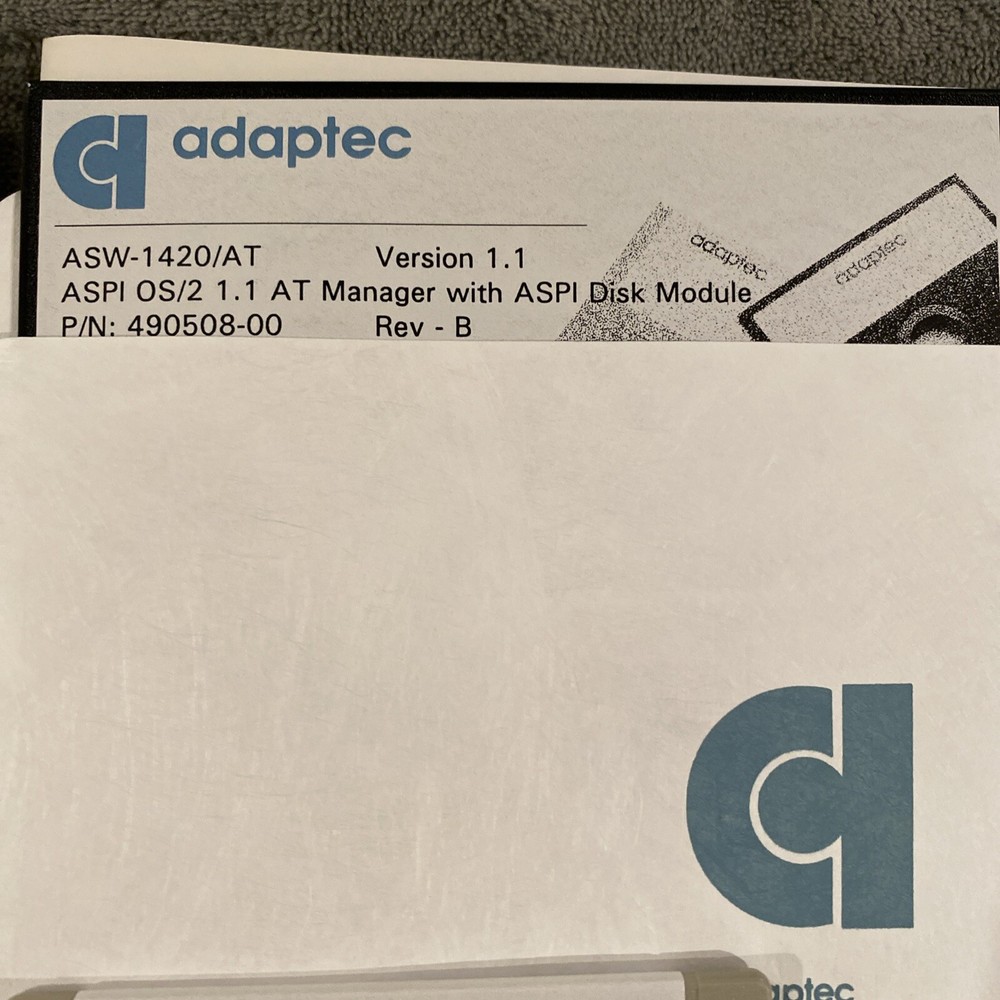 adaptec
ASW-1420/AT Version 1.1
ASPI OS/2 1.1 AT Manager with ASPI Disk Module
P/N: 490508-00 Rev - B
adaptec
adaptec
aptec